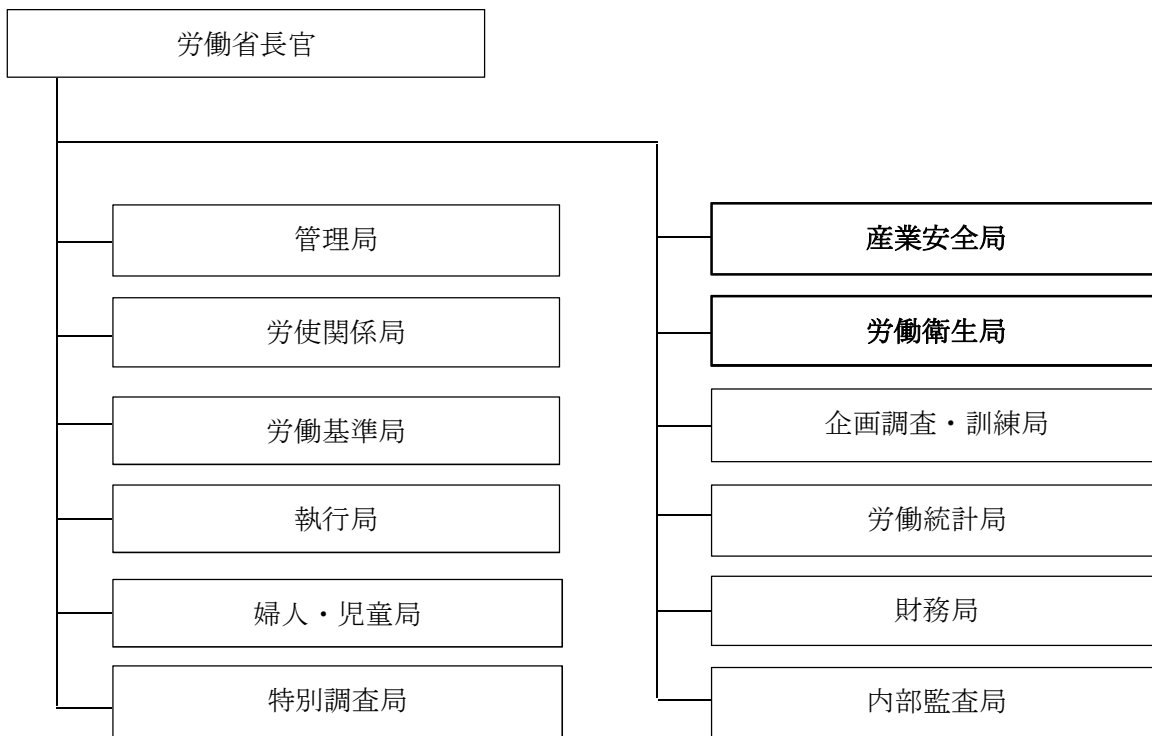 労働省長官
管理局
労使関係局
労働基準局
執行局
婦人・児童局
特別調査局
産業安全局
労働衛生局
企画調査・訓練局
労働統計局
財務局
内部監査局